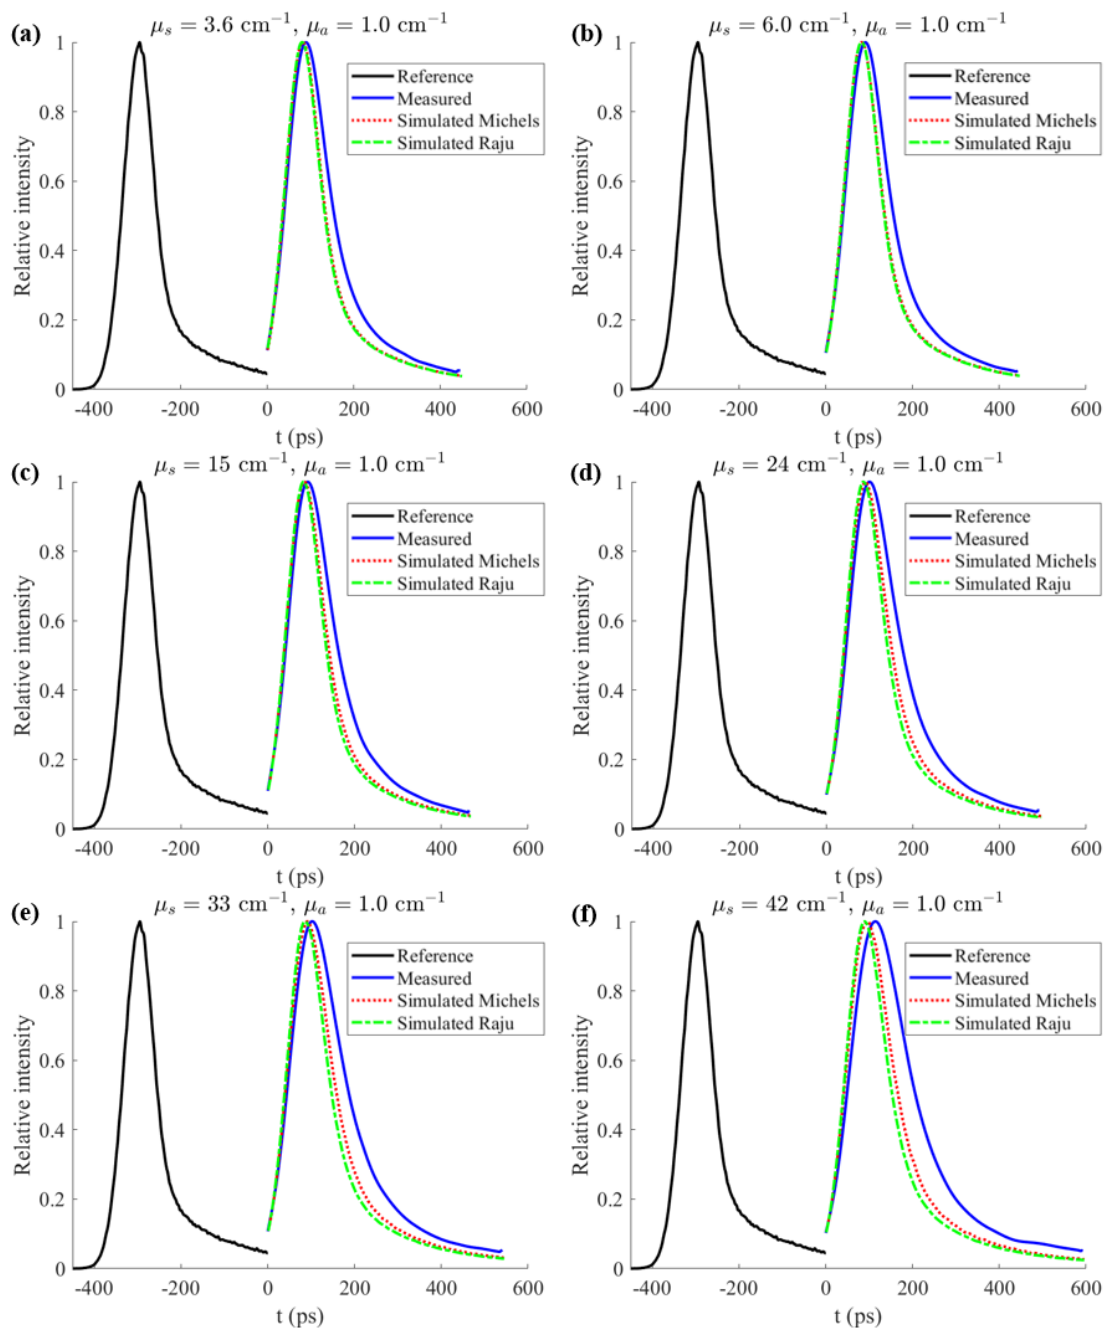 (a) μs = 3.6 cm⁻¹, μa = 1.0 cm⁻¹
Relative intensity
1
0.8
0.6
0.4
0.2
0
-400 -200 0 200 400 600
t (ps)
Reference
Measured
Simulated Michels
Simulated Raju
(b) μs = 6.0 cm⁻¹, μa = 1.0 cm⁻¹
Relative intensity
1
0.8
0.6
0.4
0.2
0
-400 -200 0 200 400 600
t (ps)
Reference
Measured
Simulated Michels
Simulated Raju
(c) μs = 15 cm⁻¹, μa = 1.0 cm⁻¹
Relative intensity
1
0.8
0.6
0.4
0.2
0
-400 -200 0 200 400 600
t (ps)
Reference
Measured
Simulated Michels
Simulated Raju
(d) μs = 24 cm⁻¹, μa = 1.0 cm⁻¹
Relative intensity
1
0.8
0.6
0.4
0.2
0
-400 -200 0 200 400 600
t (ps)
Reference
Measured
Simulated Michels
Simulated Raju
(e) μs = 33 cm⁻¹, μa = 1.0 cm⁻¹
Relative intensity
1
0.8
0.6
0.4
0.2
0
-400 -200 0 200 400 600
t (ps)
Reference
Measured
Simulated Michels
Simulated Raju
(f) μs = 42 cm⁻¹, μa = 1.0 cm⁻¹
Relative intensity
1
0.8
0.6
0.4
0.2
0
-400 -200 0 200 400 600
t (ps)
Reference
Measured
Simulated Michels
Simulated Raju